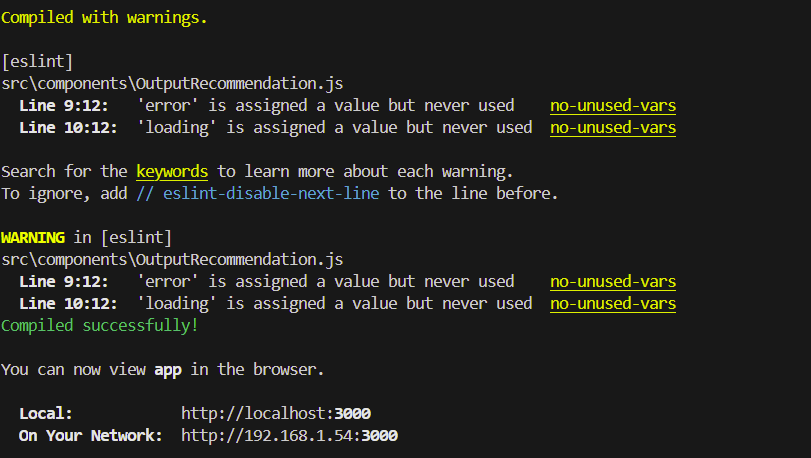 Compiled with warnings.
[eslint]
src\components\OutputRecommendation.js
Line 9:12: 'error' is assigned a value but never used no-unused-vars
Line 10:12: 'loading' is assigned a value but never used no-unused-vars
Search for the keywords to learn more about each warning.
To ignore, add // eslint-disable-next-line to the line before.
WARNING in [eslint]
src\components\OutputRecommendation.js
Line 9:12: 'error' is assigned a value but never used no-unused-vars
Line 10:12: 'loading' is assigned a value but never used no-unused-vars
Compiled successfully!
You can now view app in the browser.
Local: http://localhost:3000
On Your Network: http://192.168.1.54:3000